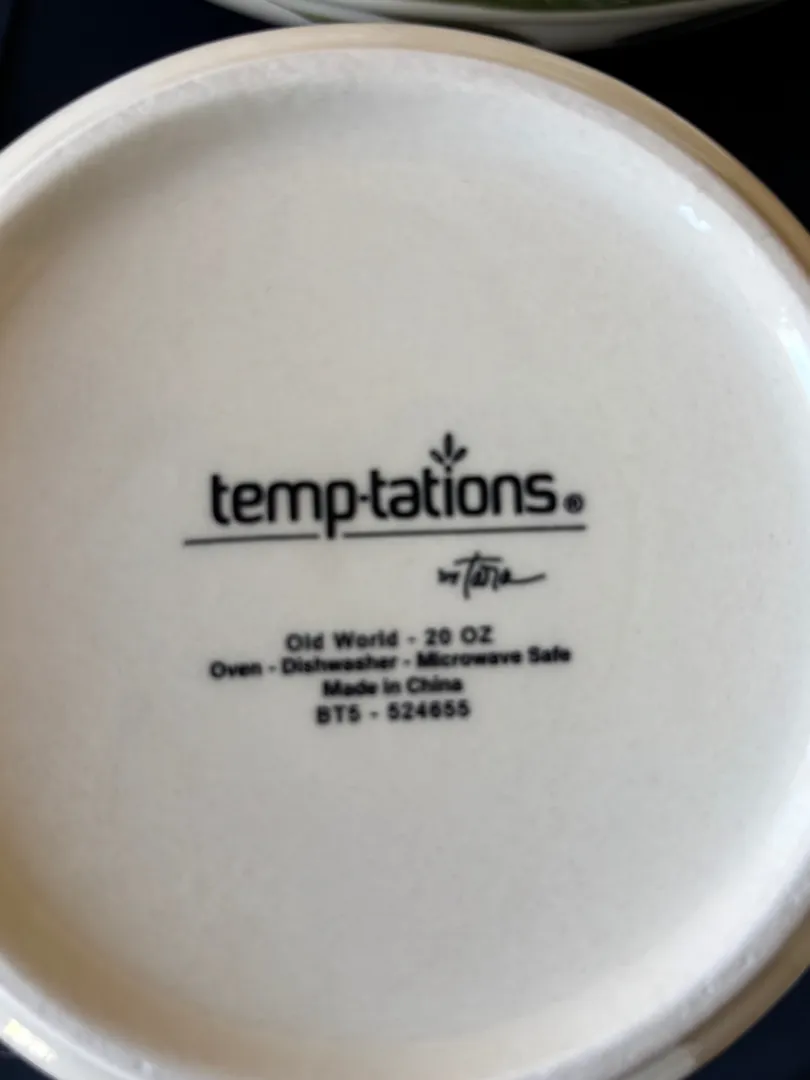 temp-tations®
by Tara
Old World - 20 OZ
Oven - Dishwasher - Microwave Safe
Made in China
BT5 - 524655